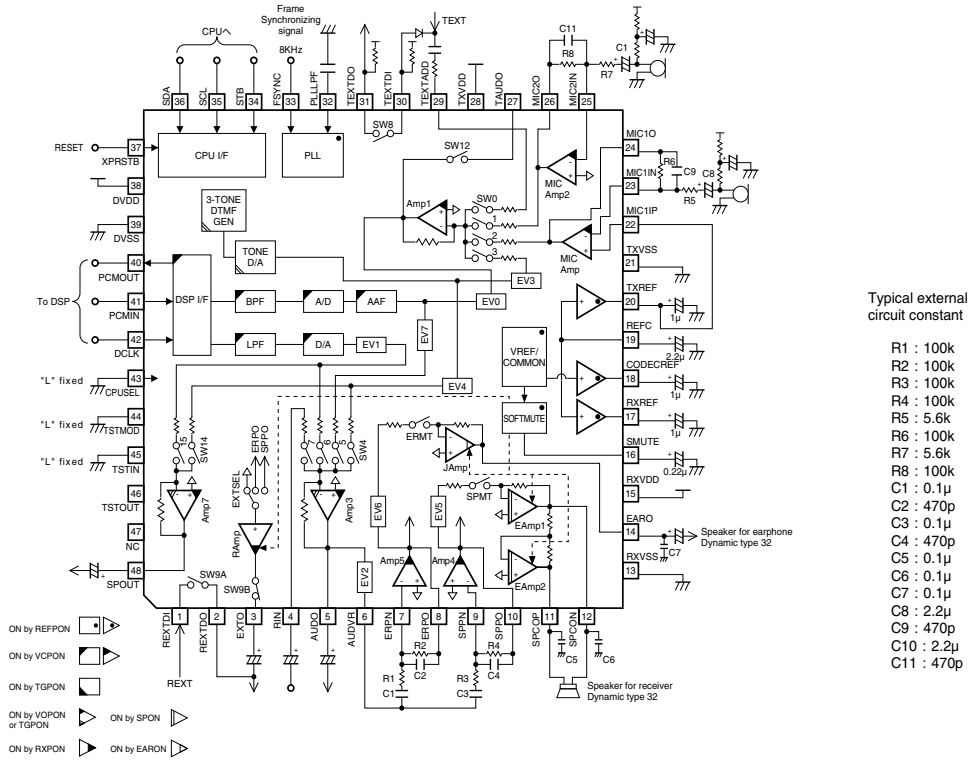 Frame
Synchronizing
signal
CPUへ
8KHz
TEXT
C11
R8
R7
C1
SDA
SCL
STB
FSYNC
PLLLPF
TEXTDO
TEXTDI
TEXTADD
TXVDD
TAUDO
MIC2O
MIC2IN
36
35
34
33
32
31
30
29
28
27
26
25
RESET
37
XPRSTB
38
DVDD
39
DVSS
To DSP
40
PCMOUT
41
PCMIN
42
DCLK
"L" fixed
43
CPUSEL
"L" fixed
44
TSTMOD
"L" fixed
45
TSTIN
46
TSTOUT
47
NC
48
SPOUT
CPU I/F
PLL
SW8
SW12
3-TONE
DTMF
GEN
TONE
D/A
Amp1
SW0
1
2
3
MIC
Amp2
MIC
Amp
EV3
DSP I/F
BPF
A/D
AAF
EV0
LPF
D/A
EV1
EV7
EV4
VREF/
COMMON
SOFTMUTE
15
SW14
EXTSEL
ERPO
SPPO
7
6
5
SW4
ERMT
JAmp
SPMT
Amp7
RAmp
Amp3
EV6
EV5
EAmp1
EAmp2
SW9A
SW9B
EV2
Amp5
Amp4
MIC1O
24
MIC1IN
23
R6
C9
R5
C8
MIC1IP
22
TXVSS
21
TXREF
20
1μ
REFC
19
2.2μ
CODECREF
18
1μ
RXREF
17
1μ
SMUTE
16
0.22μ
RXVDD
15
EARO
14
C7
Speaker for earphone
Dynamic type 32
RXVSS
13
1
2
3
4
5
6
7
8
9
10
11
12
REXTDI
REXTDO
EXTO
RIN
AUDO
AUDVR
ERPN
ERPO
SPPN
SPPO
SPCOP
SPCON
REXT
R2
C2
R1
C1
R4
C4
R3
C3
C5
C6
Speaker for receiver
Dynamic type 32
ON by REFPON
ON by VCPON
ON by TGPON
ON by VOPON
or TGPON
ON by SPON
ON by RXPON
ON by EARON
Typical external
circuit constant
R1 : 100k
R2 : 100k
R3 : 100k
R4 : 100k
R5 : 5.6k
R6 : 100k
R7 : 5.6k
R8 : 100k
C1 : 0.1μ
C2 : 470p
C3 : 0.1μ
C4 : 470p
C5 : 0.1μ
C6 : 0.1μ
C7 : 0.1μ
C8 : 2.2μ
C9 : 470p
C10 : 2.2μ
C11 : 470p